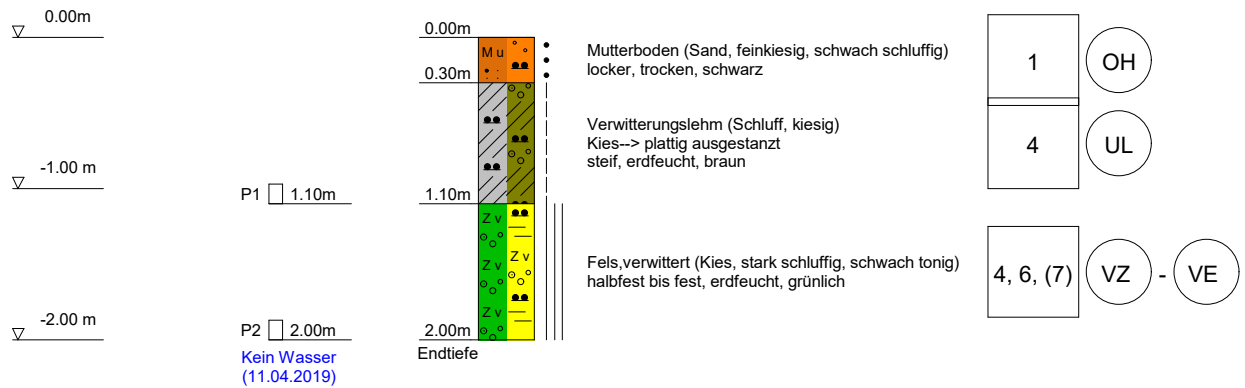 0.00m
-1.00 m
-2.00 m
P1 1.10m
P2 2.00m
Kein Wasser
(11.04.2019)
0.00m
0.30m
1.10m
2.00m
Endtiefe
M u
Z v
Z v
Z v
Z v
Mutterboden (Sand, feinkiesig, schwach schluffig)
locker, trocken, schwarz
Verwitterungslehm (Schluff, kiesig)
Kies--> plattig ausgestanzt
steif, erdfeucht, braun
Fels,verwittert (Kies, stark schluffig, schwach tonig)
halbfest bis fest, erdfeucht, grünlich
1 OH
4 UL
4, 6, (7) VZ - VE